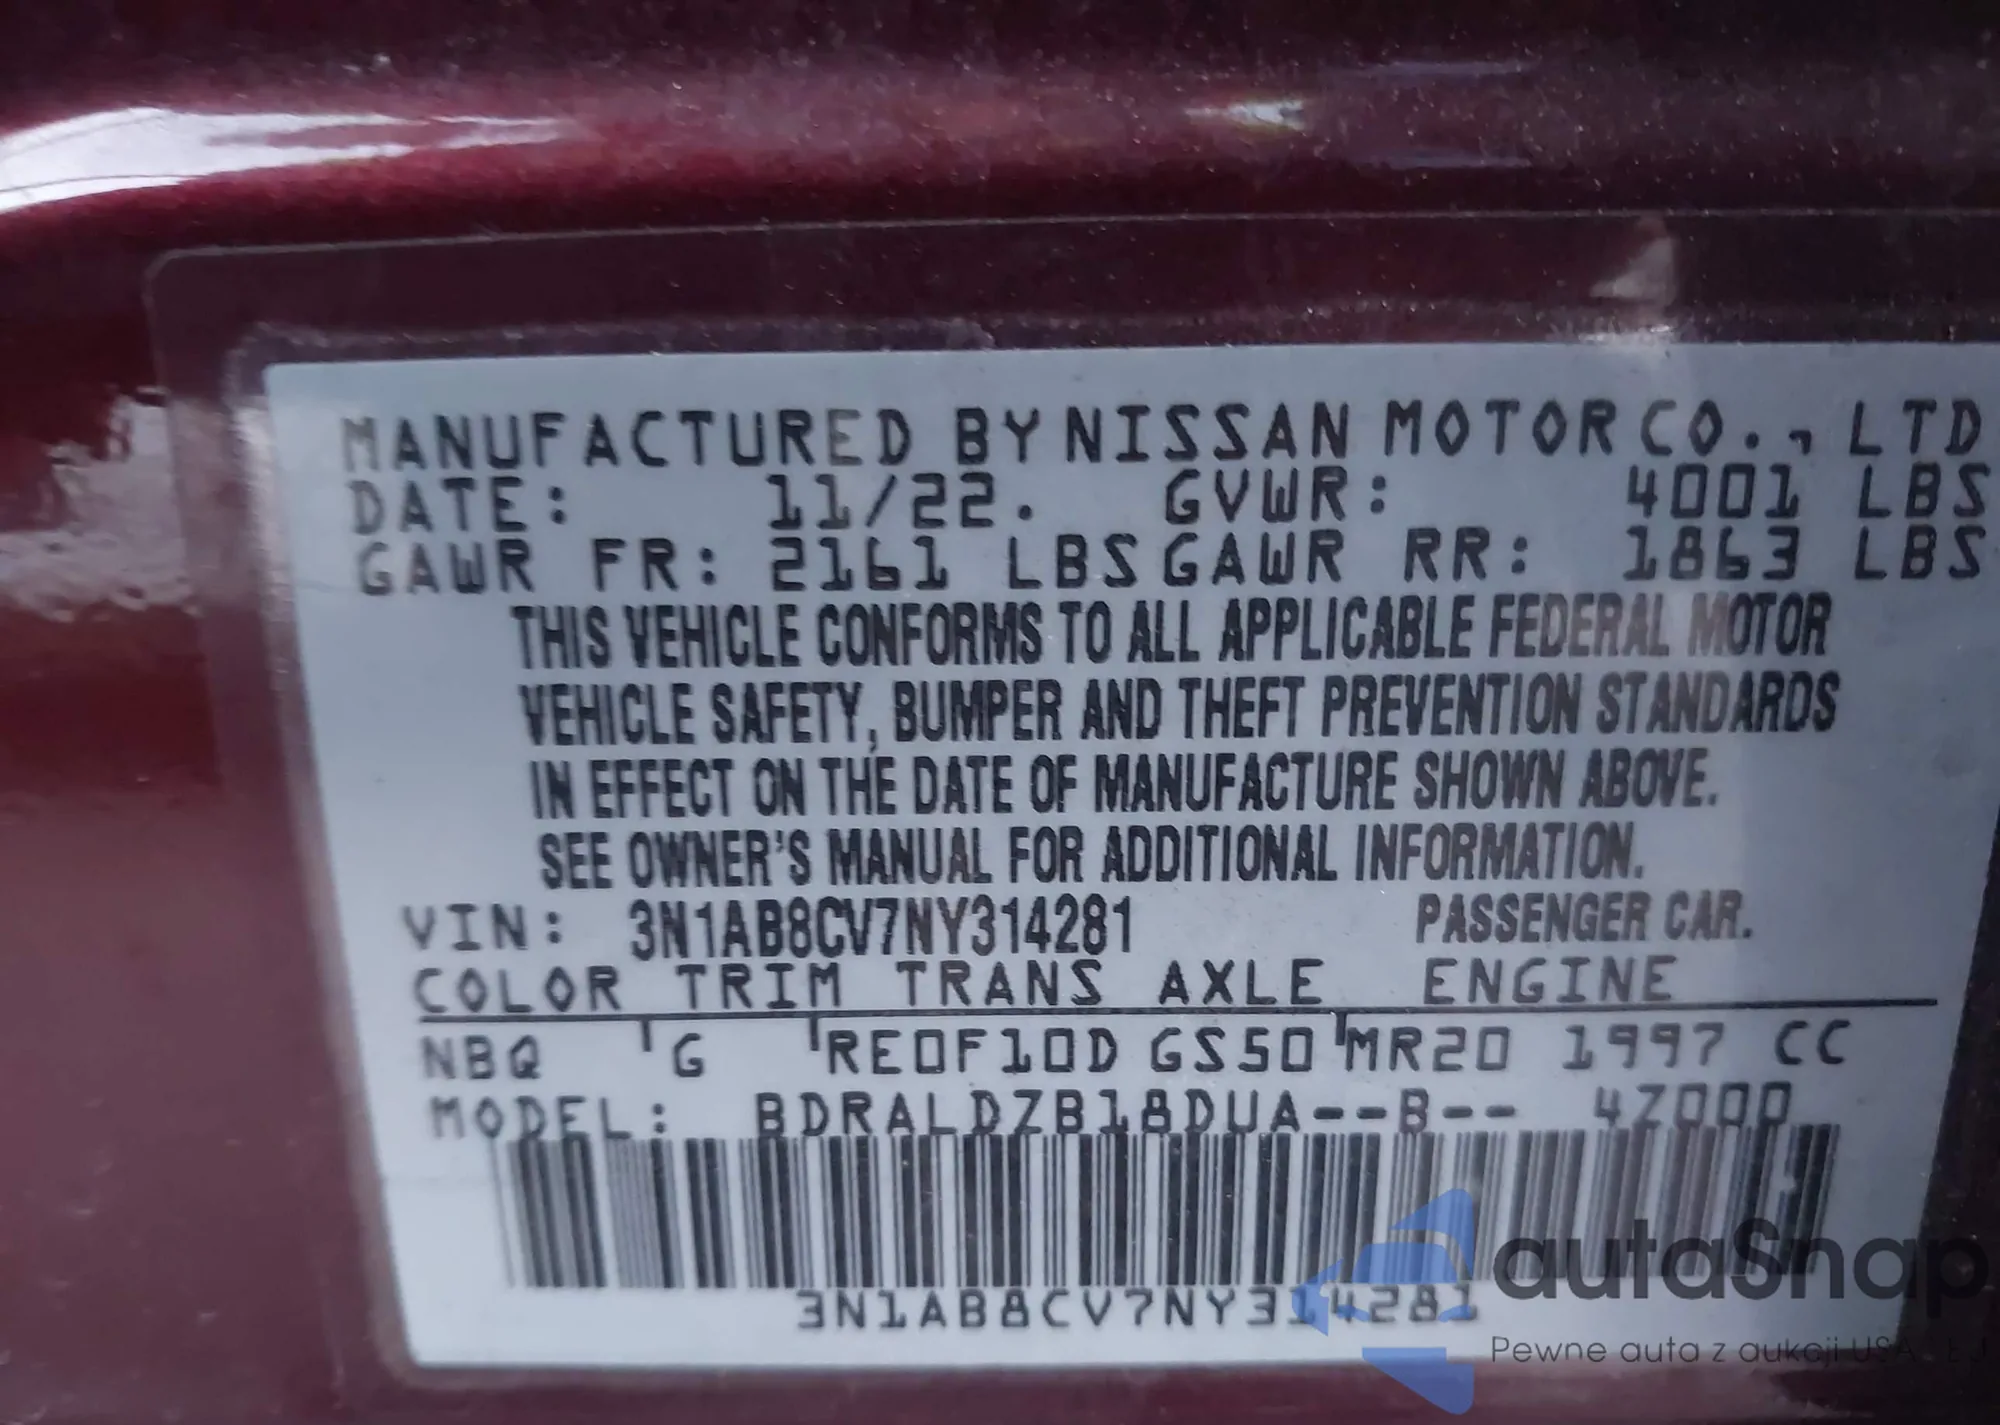 MANUFACTURED BY NISSAN MOTOR CO., LTD
DATE: 11/22. GVWR: 4001 LBS
GAWR FR: 2161 LBS GAWR RR: 1863 LBS
THIS VEHICLE CONFORMS TO ALL APPLICABLE FEDERAL MOTOR
VEHICLE SAFETY, BUMPER AND THEFT PREVENTION STANDARDS
IN EFFECT ON THE DATE OF MANUFACTURE SHOWN ABOVE.
SEE OWNER'S MANUAL FOR ADDITIONAL INFORMATION.
VIN: 3N1AB8CV7NY314281 PASSENGER CAR.
COLOR TRIM TRANS AXLE ENGINE
NBQ G RE0F10D GS50 MR20 1997 CC
MODEL: BDRALDZB18DUA--B-- 4Z000
3N1AB8CV7NY314281
autaSnap
Pewne auta z aukcji USA